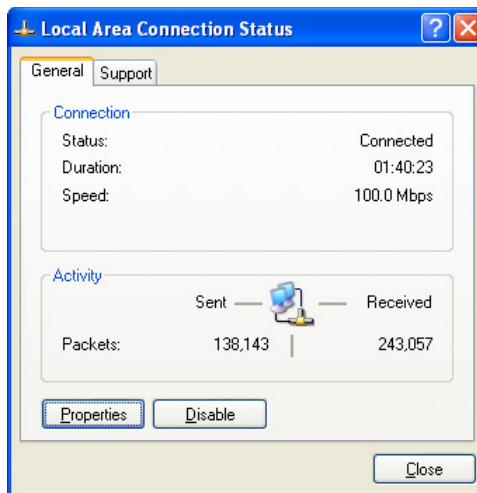 Local Area Connection Status
General Support
Connection
Status: Connected
Duration: 01:40:23
Speed: 100.0 Mbps
Activity
Sent Received
Packets: 138,143 243,057
Properties Disable
Close